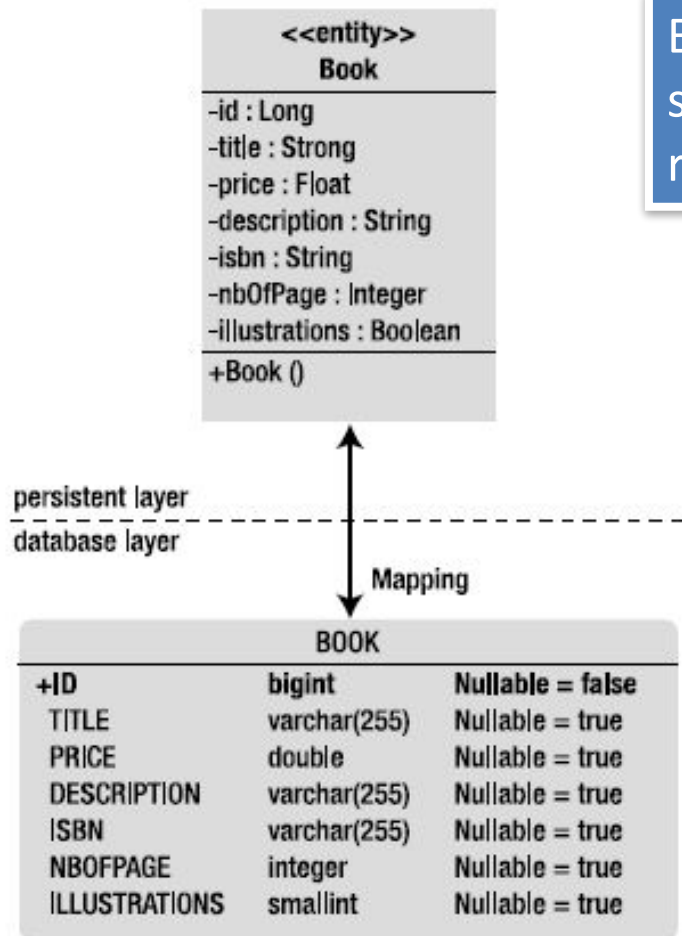 <<entity>>
Book
-id : Long
-title : Strong
-price : Float
-description : String
-isbn : String
-nbOfPage : Integer
-illustrations : Boolean
+Book ()
persistent layer
database layer
Mapping
BOOK
+ID bigint Nullable = false
TITLE varchar(255) Nullable = true
PRICE double Nullable = true
DESCRIPTION varchar(255) Nullable = true
ISBN varchar(255) Nullable = true
NBOFPAGE integer Nullable = true
ILLUSTRATIONS smallint Nullable = true